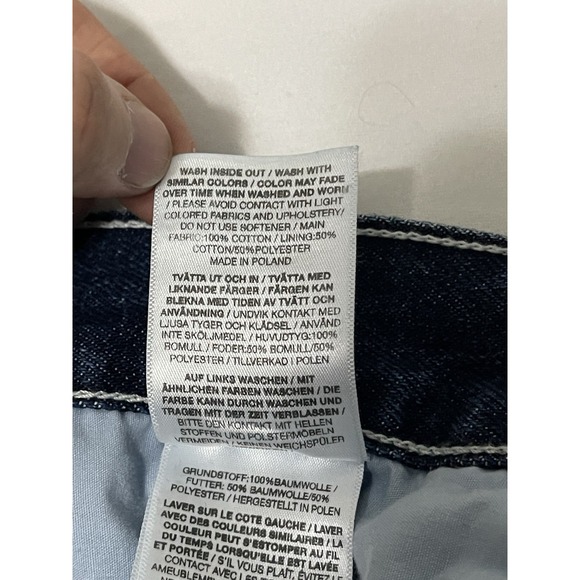 WASH INSIDE OUT / WASH WITH
SIMILAR COLORS / COLOR MAY FADE
OVER TIME WHEN WASHED AND WORN
/ PLEASE AVOID CONTACT WITH LIGHT
COLORED FABRICS AND UPHOLSTERY/
DO NOT USE SOFTENER / MAIN
FABRIC:100% COTTON / LINING:50%
COTTON/50%POLYESTER
MADE IN POLAND
TVÄTTA UT OCH IN / TVÄTTA MED
LIKNANDE FÄRGER / FÄRGEN KAN
BLEKNA MED TIDEN AV TVÄTT OCH
ANVÄNDNING / UNDVIK KONTAKT MED
LJUSA TYGER OCH KLÄDSEL / ANVÄND
INTE SKÖLJMEDEL / HUVUDTYG:100%
BOMULL / FODER:50% BOMULL/50%
POLYESTER / TILLVERKAD I POLEN
AUF LINKS WASCHEN / MIT
ÄHNLICHEN FARBEN WASCHEN / DIE
FARBE KANN DURCH WASCHEN UND
TRAGEN MIT DER ZEIT VERBLASSEN /
BITTE DEN KONTAKT MIT HELLEN
STOFFEN UND POLSTERMÖBELN
VERMEIDEN / KEINEN WEICHSPÜLER
GRUNDSTOFF:100%BAUMWOLLE /
FUTTER: 50% BAUMWOLLE/50%
POLYESTER / HERGESTELLT IN POLEN
LAVER SUR LE COTE GAUCHE / LAVER
AVEC DES COULEURS SIMILAIRES / LA
COULEUR PEUT S'ESTOMPER AU FIL
DU TEMPS LORSQU'ELLE EST LAVÉ
ET PORTÉE / S'IL VOUS PLAÎT, ÉVITEZ LE
CONTACT